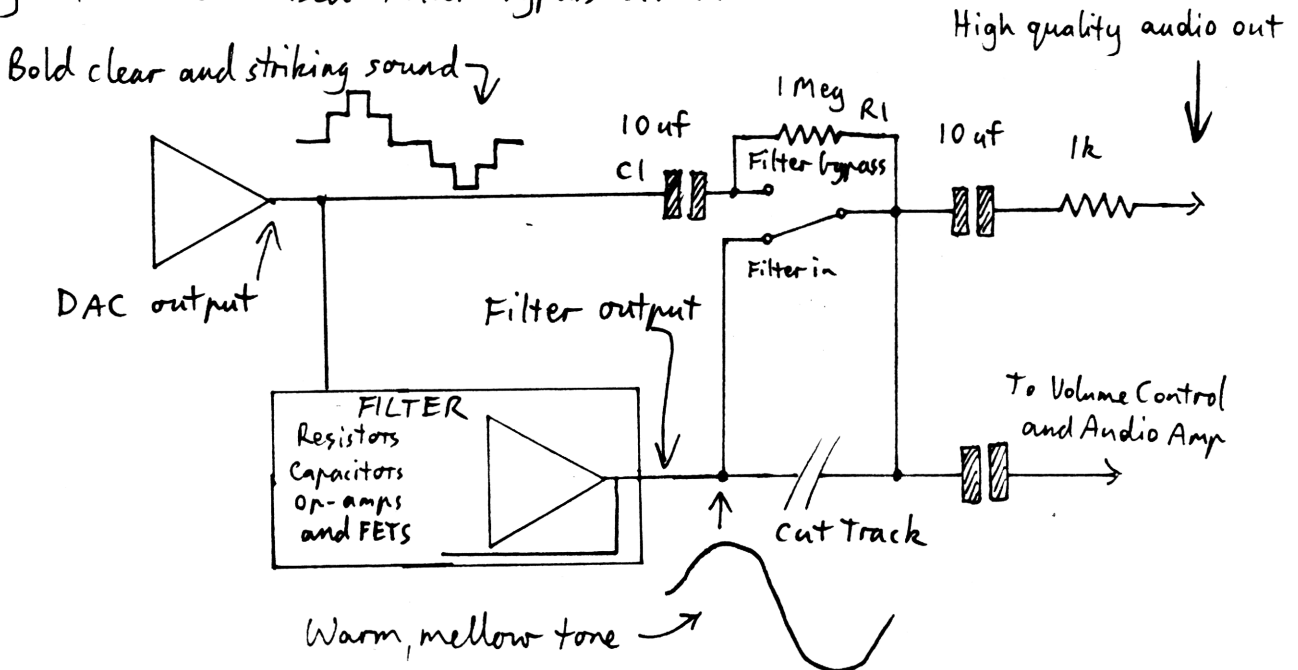 Bypass
High quality audio out
Bold clear and striking sound
1 Meg
R1
10 uf
C1
Filter bypass
10 uf
1k
Filter in
DAC output
Filter output
FILTER
Resistors
Capacitors
Op-amps
and FETS
To Volume Control
and Audio Amp
Cut Track
Warm, mellow tone